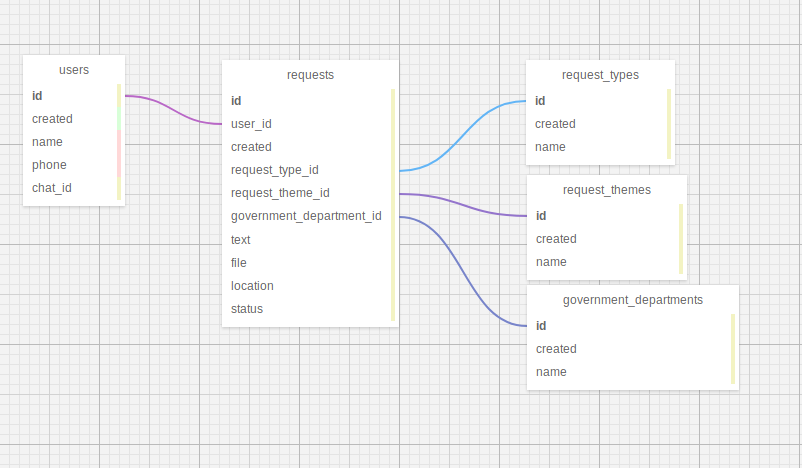 users
id
created
name
phone
chat_id
requests
id
user_id
created
request_type_id
request_theme_id
government_department_id
text
file
location
status
request_types
id
created
name
request_themes
id
created
name
government_departments
id
created
name